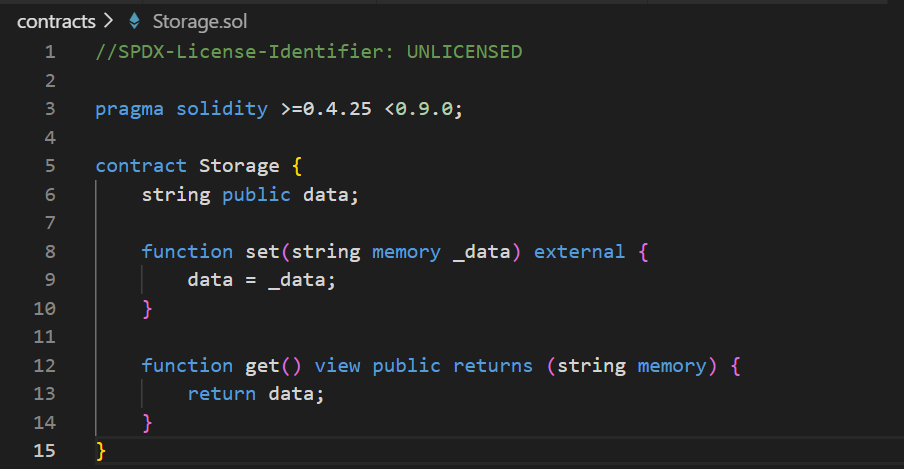 contracts > Storage.sol
1 //SPDX-License-Identifier: UNLICENSED
2
3 pragma solidity >=0.4.25 <0.9.0;
4
5 contract Storage {
6     string public data;
7
8     function set(string memory _data) external {
9         data = _data;
10     }
11
12     function get() view public returns (string memory) {
13         return data;
14     }
15 }